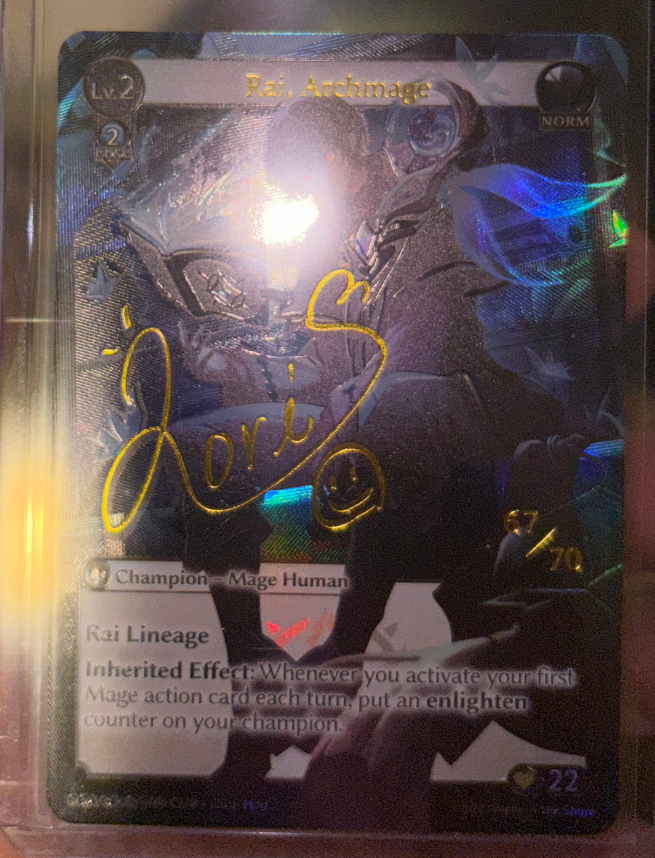 Lv.2
Rai, Archmage
NORM
2
67/70
Champion – Mage Human
Rai Lineage
Inherited Effect: Whenever you activate your first
Mage action card each turn, put an enlighten
counter on your champion.
22